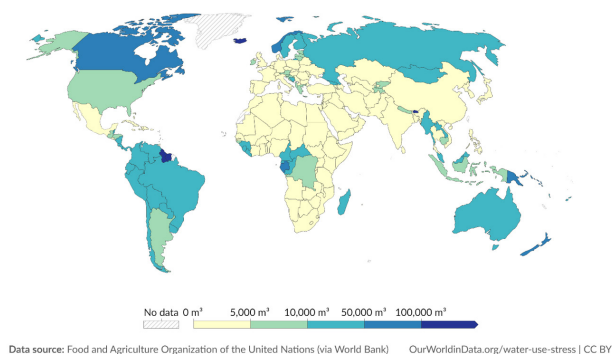 No data 0 m³ 5,000 m³ 10,000 m³ 50,000 m³ 100,000 m³
Data source: Food and Agriculture Organization of the United Nations (via World Bank) OurWorldinData.org/water-use-stress | CC BY